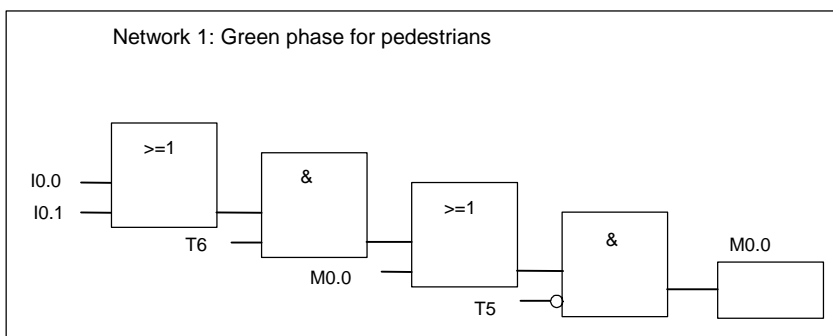 Network 1: Green phase for pedestrians
>=1
I0.0
I0.1
&
T6
>=1
M0.0
&
T5
M0.0